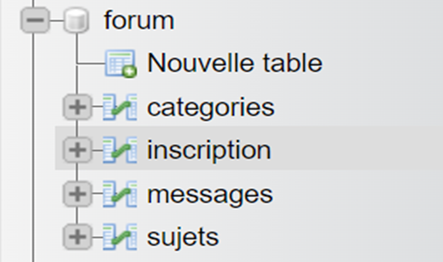 forum
Nouvelle table
categories
inscription
messages
sujets